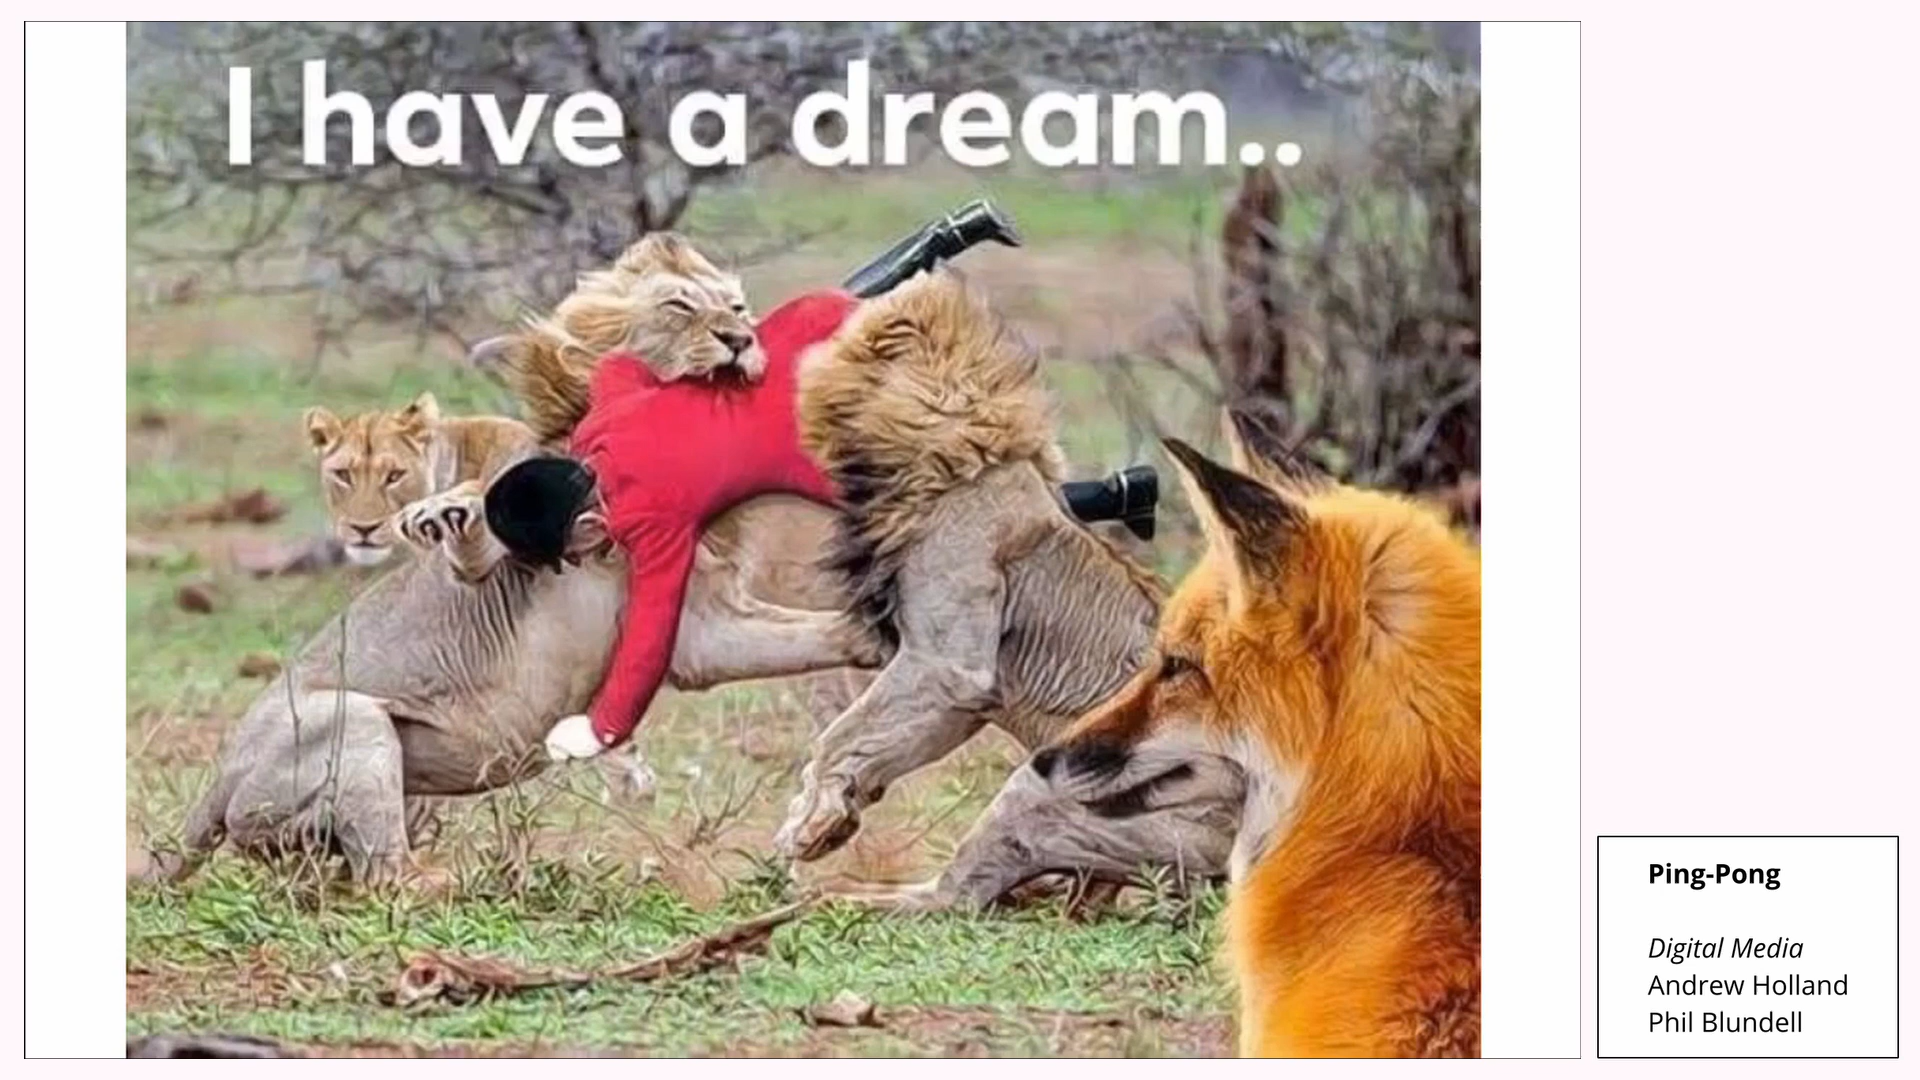 I have a dream..
Ping-Pong
Digital Media
Andrew Holland
Phil Blundell